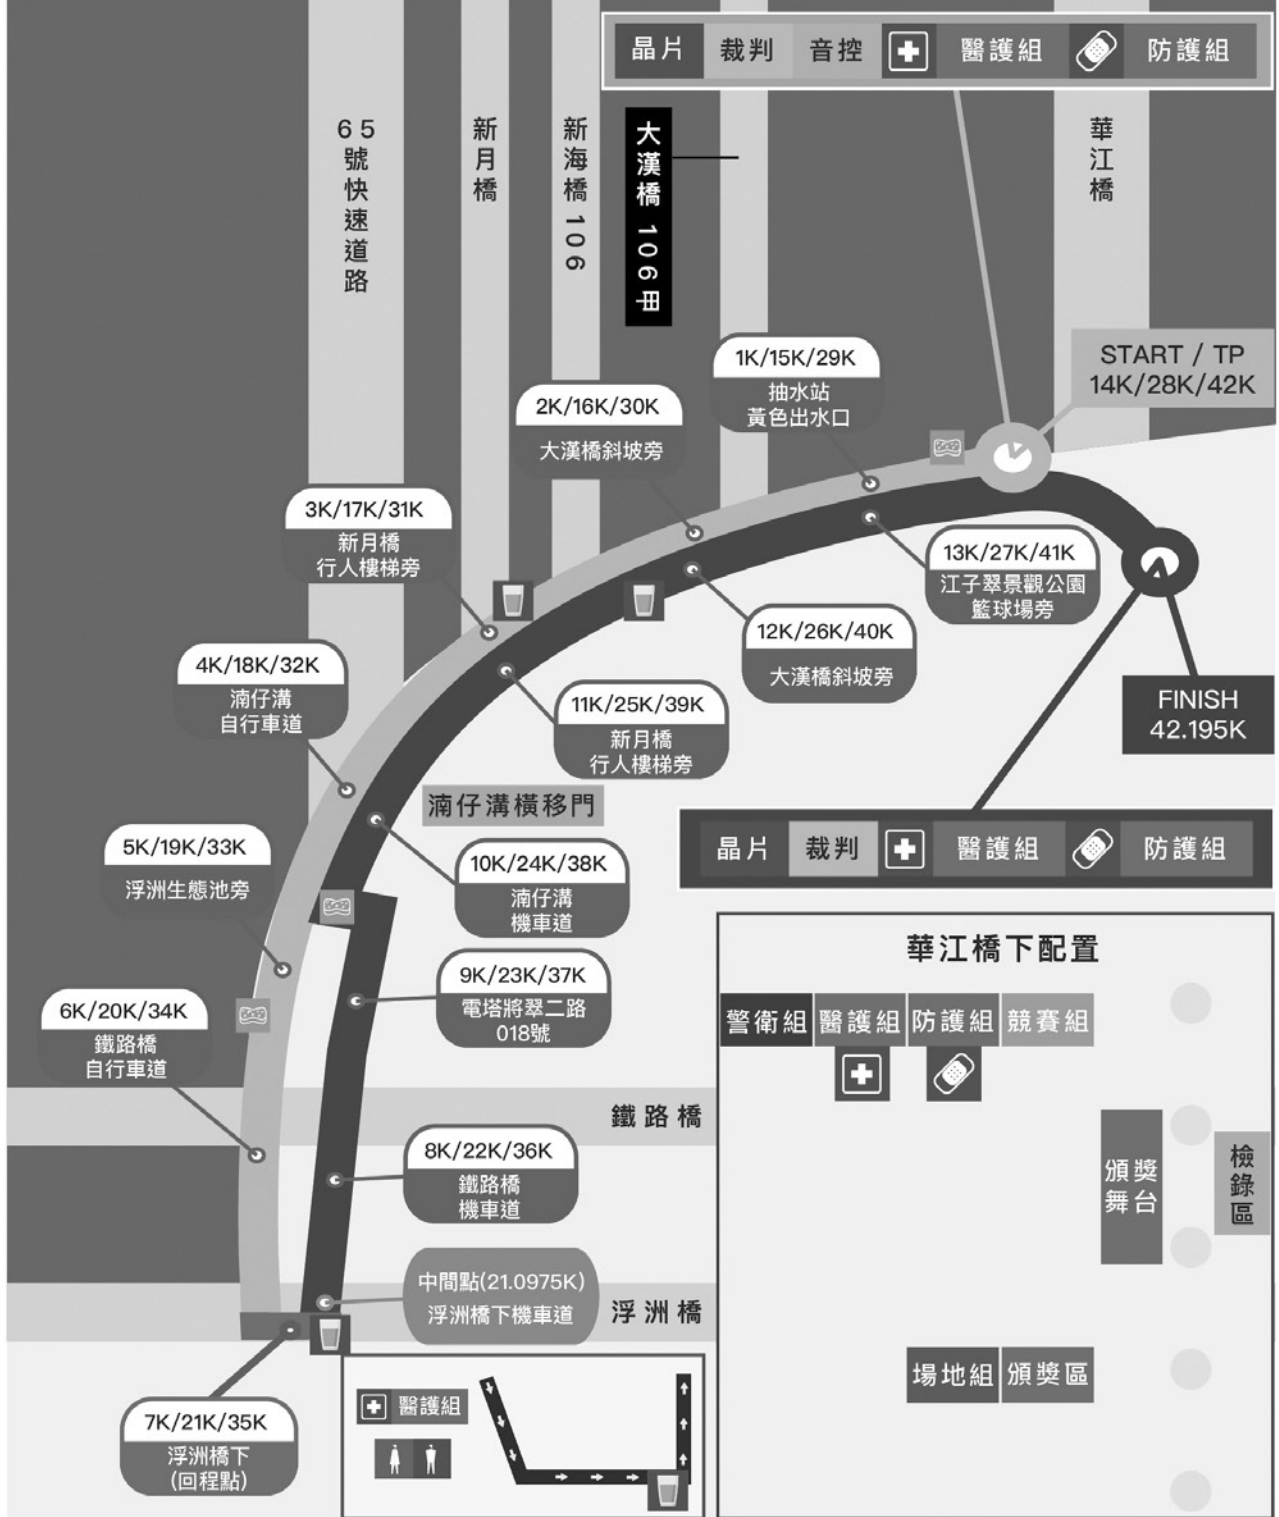 晶片 裁判 音控 醫護組 防護組
65號快速道路
新月橋
新海橋 106
大漢橋 106甲
華江橋
START / TP
14K/28K/42K
1K/15K/29K
抽水站
黃色出水口
2K/16K/30K
大漢橋斜坡旁
3K/17K/31K
新月橋
行人樓梯旁
4K/18K/32K
湳仔溝
自行車道
5K/19K/33K
浮洲生態池旁
6K/20K/34K
鐵路橋
自行車道
7K/21K/35K
浮洲橋下
(回程點)
中間點(21.0975K)
浮洲橋下機車道
浮洲橋
8K/22K/36K
鐵路橋
機車道
鐵路橋
9K/23K/37K
電塔將翠二路
018號
10K/24K/38K
湳仔溝
機車道
湳仔溝橫移門
11K/25K/39K
新月橋
行人樓梯旁
12K/26K/40K
大漢橋斜坡旁
13K/27K/41K
江子翠景觀公園
籃球場旁
FINISH
42.195K
晶片 裁判 醫護組 防護組
華江橋下配置
警衛組 醫護組 防護組 競賽組
頒獎
舞台
檢錄區
場地組 頒獎區
醫護組